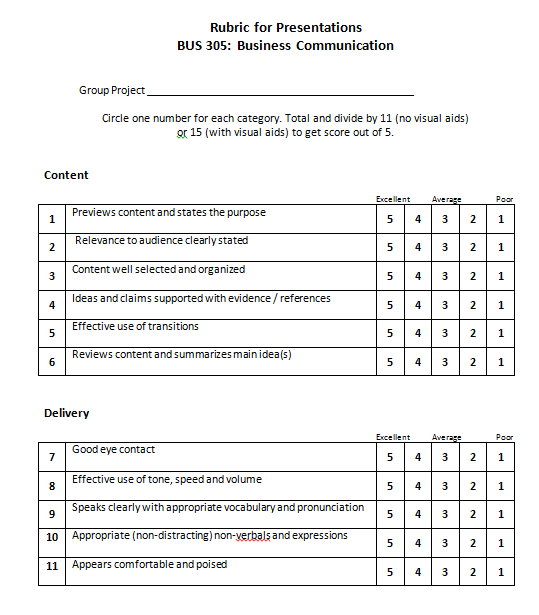 Rubric for Presentations
BUS 305: Business Communication
Group Project
Circle one number for each category. Total and divide by 11 (no visual aids)
or 15 (with visual aids) to get score out of 5.
Content
Excellent Average Poor
1 Previews content and states the purpose 5 4 3 2 1
2 Relevance to audience clearly stated 5 4 3 2 1
3 Content well selected and organized 5 4 3 2 1
4 Ideas and claims supported with evidence / references 5 4 3 2 1
5 Effective use of transitions 5 4 3 2 1
6 Reviews content and summarizes main idea(s) 5 4 3 2 1
Delivery
Excellent Average Poor
7 Good eye contact 5 4 3 2 1
8 Effective use of tone, speed and volume 5 4 3 2 1
9 Speaks clearly with appropriate vocabulary and pronunciation 5 4 3 2 1
10 Appropriate (non-distracting) non-verbals and expressions 5 4 3 2 1
11 Appears comfortable and poised 5 4 3 2 1